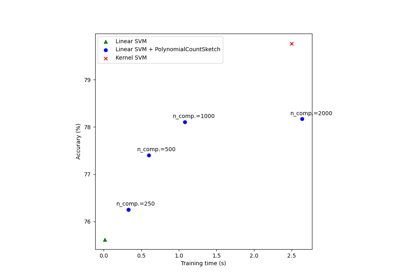 Linear SVM
Linear SVM + PolynomialCountSketch
Kernel SVM
79
n_comp.=2000
n_comp.=1000
78
Accurary (%)
n_comp.=500
77
n_comp.=250
76
0.0 0.5 1.0 1.5 2.0 2.5
Training time (s)